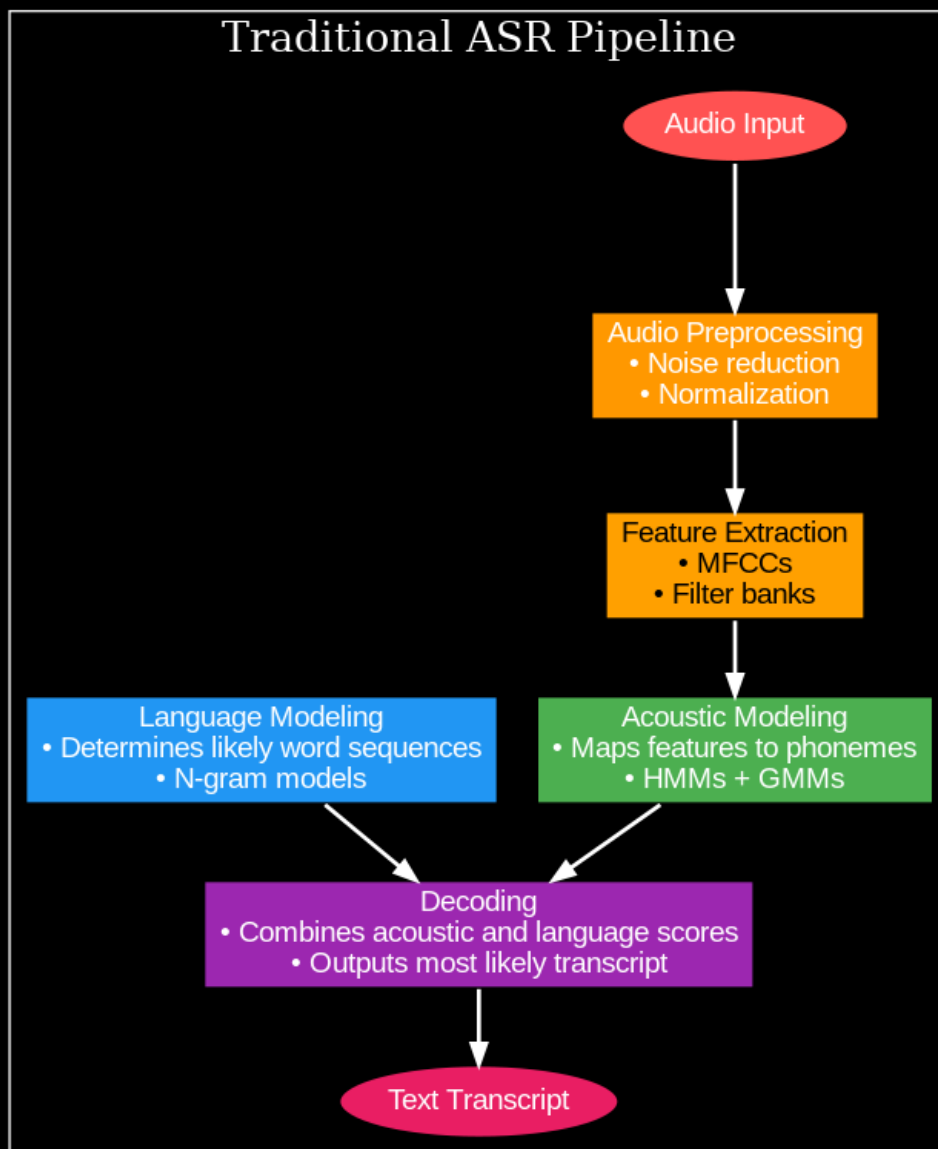 Traditional ASR Pipeline
Audio Input
Audio Preprocessing
• Noise reduction
• Normalization
Feature Extraction
• MFCCs
• Filter banks
Language Modeling
• Determines likely word sequences
• N-gram models
Acoustic Modeling
• Maps features to phonemes
• HMMs + GMMs
Decoding
• Combines acoustic and language scores
• Outputs most likely transcript
Text Transcript